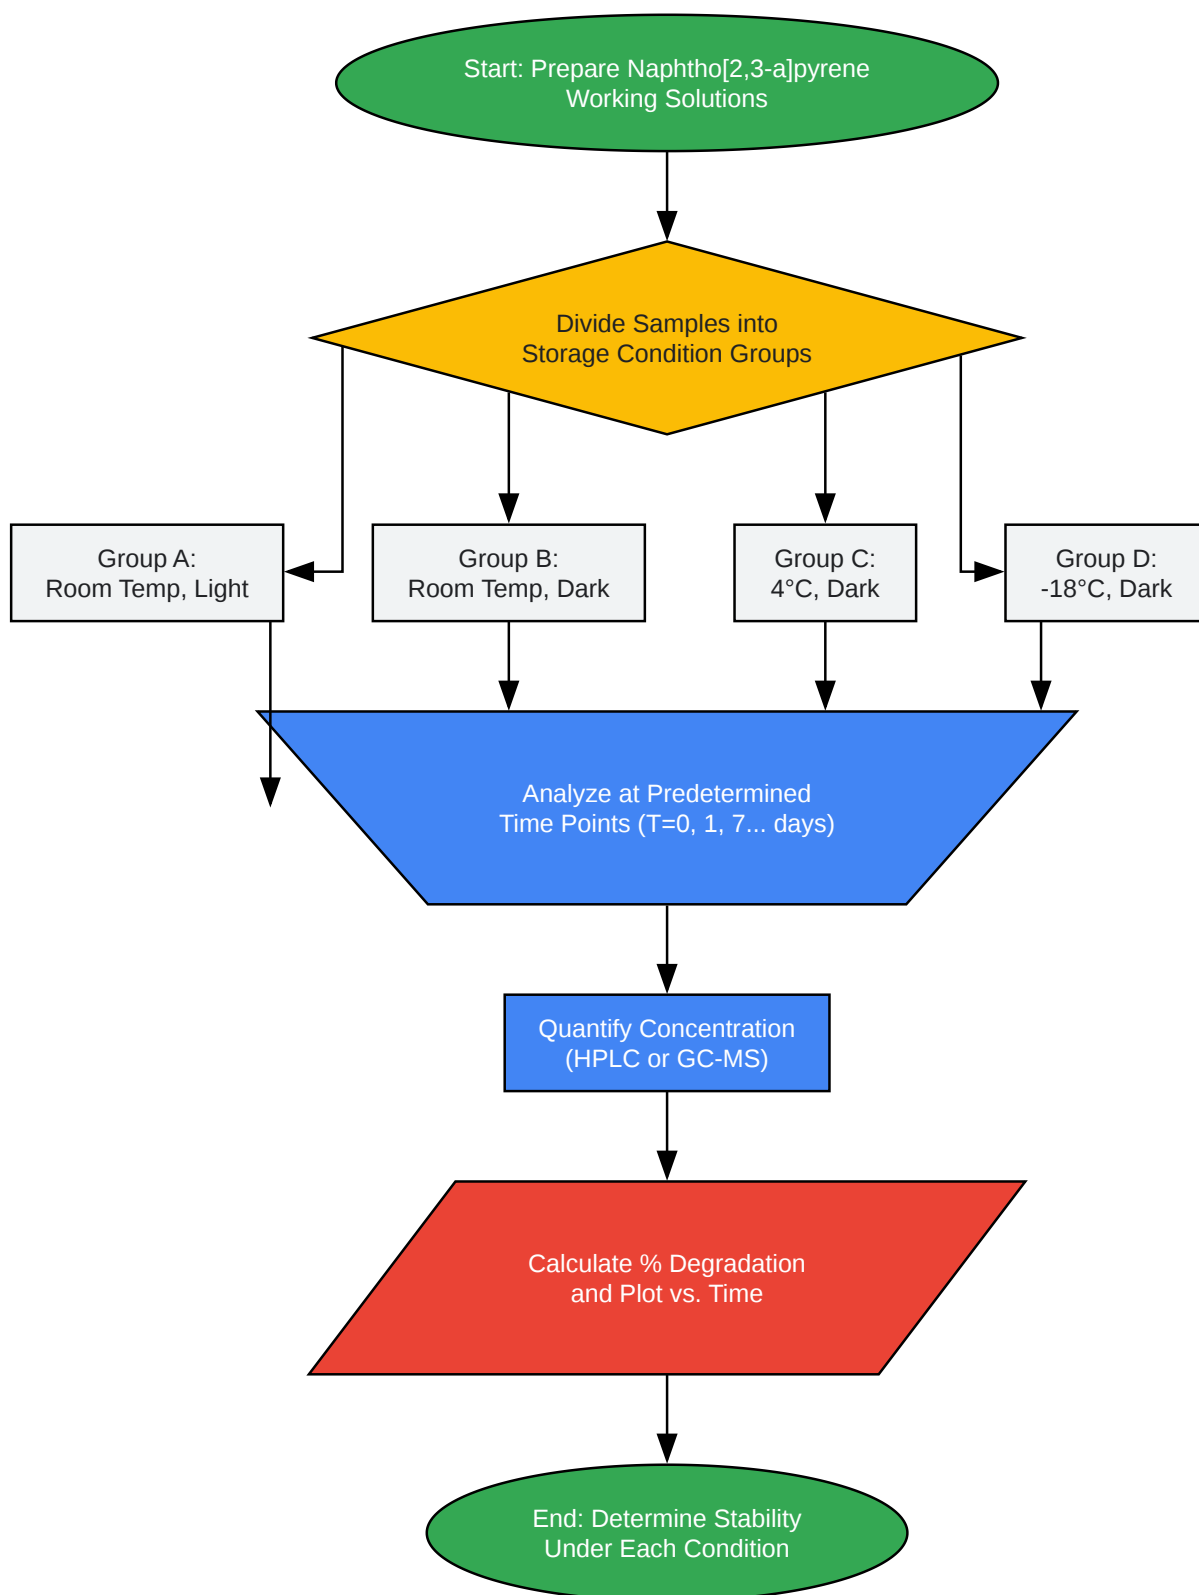 Start: Prepare Naphtho[2,3-a]pyrene
Working Solutions
Divide Samples into
Storage Condition Groups
Group A:
Room Temp, Light
Group B:
Room Temp, Dark
Group C:
4°C, Dark
Group D:
-18°C, Dark
Analyze at Predetermined
Time Points (T=0, 1, 7... days)
Quantify Concentration
(HPLC or GC-MS)
Calculate % Degradation
and Plot vs. Time
End: Determine Stability
Under Each Condition